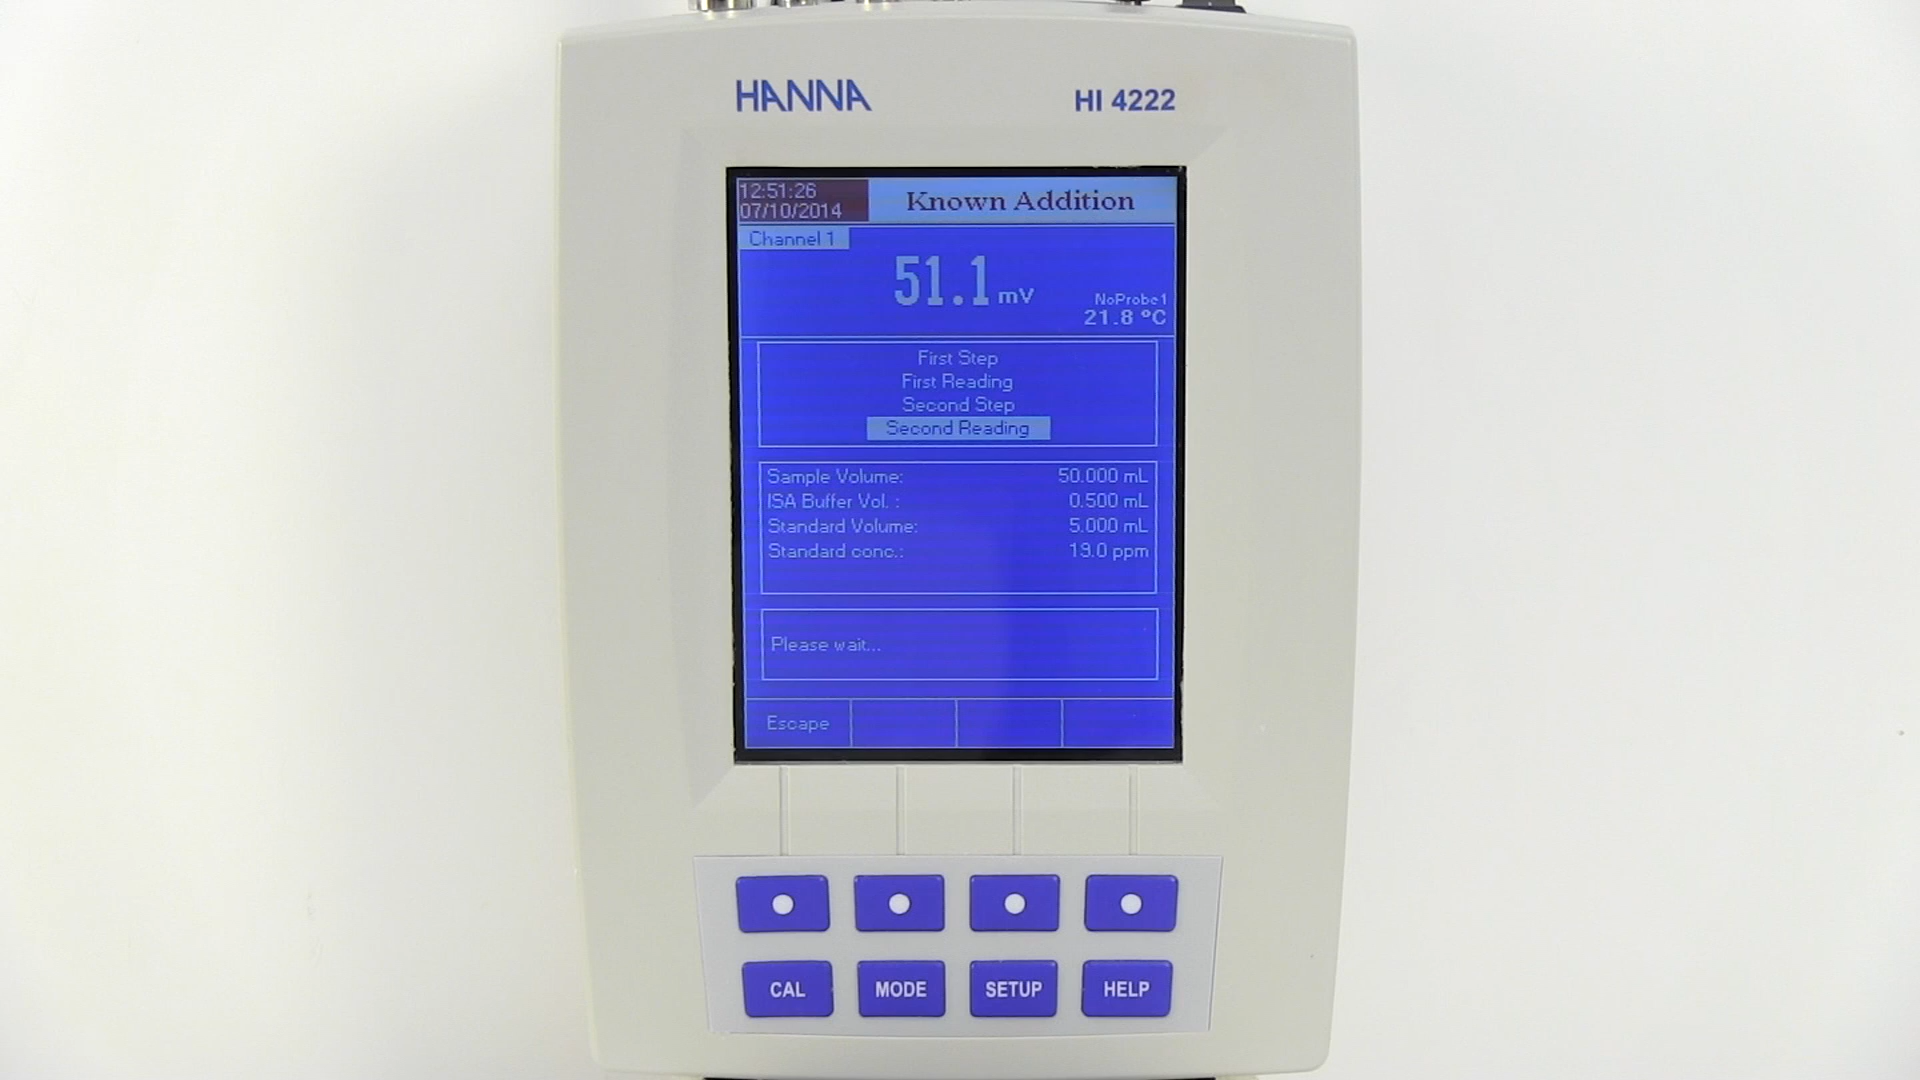 HANNA HI 4222
12:51:26
07/10/2014
Known Addition
Channel 1
51.1 mV
NoProbe1
21.8 ºC
First Step
First Reading
Second Step
Second Reading
Sample Volume: 50.000 mL
ISA Buffer Vol. : 0.500 mL
Standard Volume: 5.000 mL
Standard conc.: 19.0 ppm
Please wait...
Escape
CAL MODE SETUP HELP